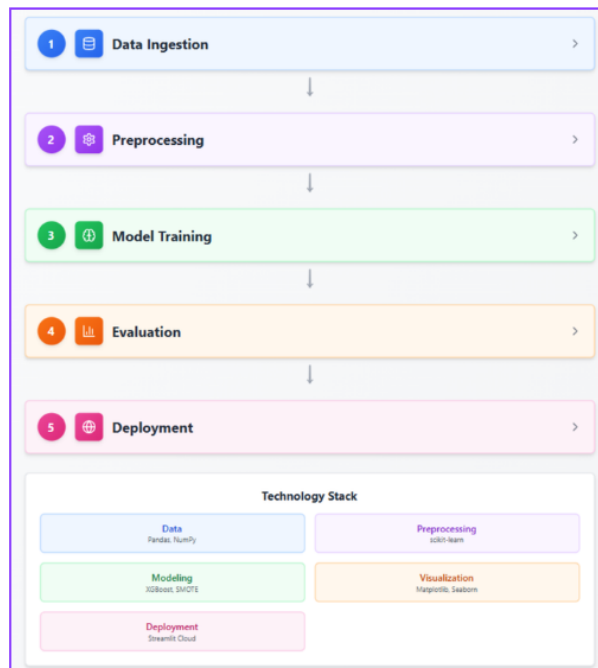 1 Data Ingestion
2 Preprocessing
3 Model Training
4 Evaluation
5 Deployment
Technology Stack
Data
Pandas, NumPy
Preprocessing
scikit-learn
Modeling
XGBoost, SMOTE
Visualization
Matplotlib, Seaborn
Deployment
Streamlit Cloud